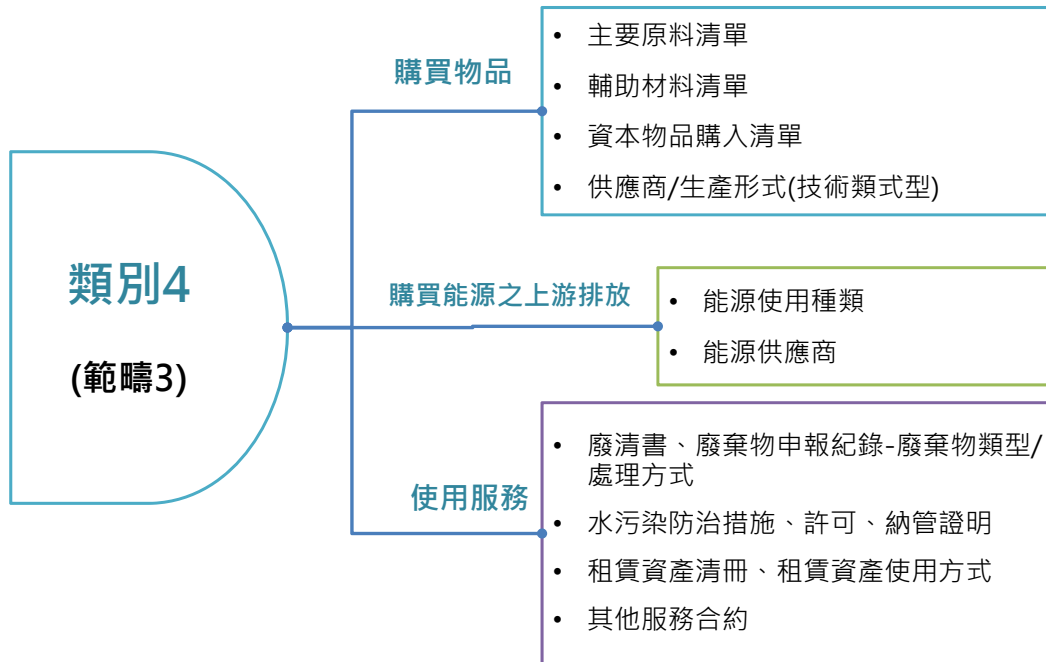 類別4
(範疇3)
購買物品
• 主要原料清單
• 輔助材料清單
• 資本物品購入清單
• 供應商/生產形式(技術類式型)
購買能源之上游排放
• 能源使用種類
• 能源供應商
使用服務
• 廢清書、廢棄物申報紀錄-廢棄物類型/
處理方式
• 水污染防治措施、許可、納管證明
• 租賃資產清冊、租賃資產使用方式
• 其他服務合約